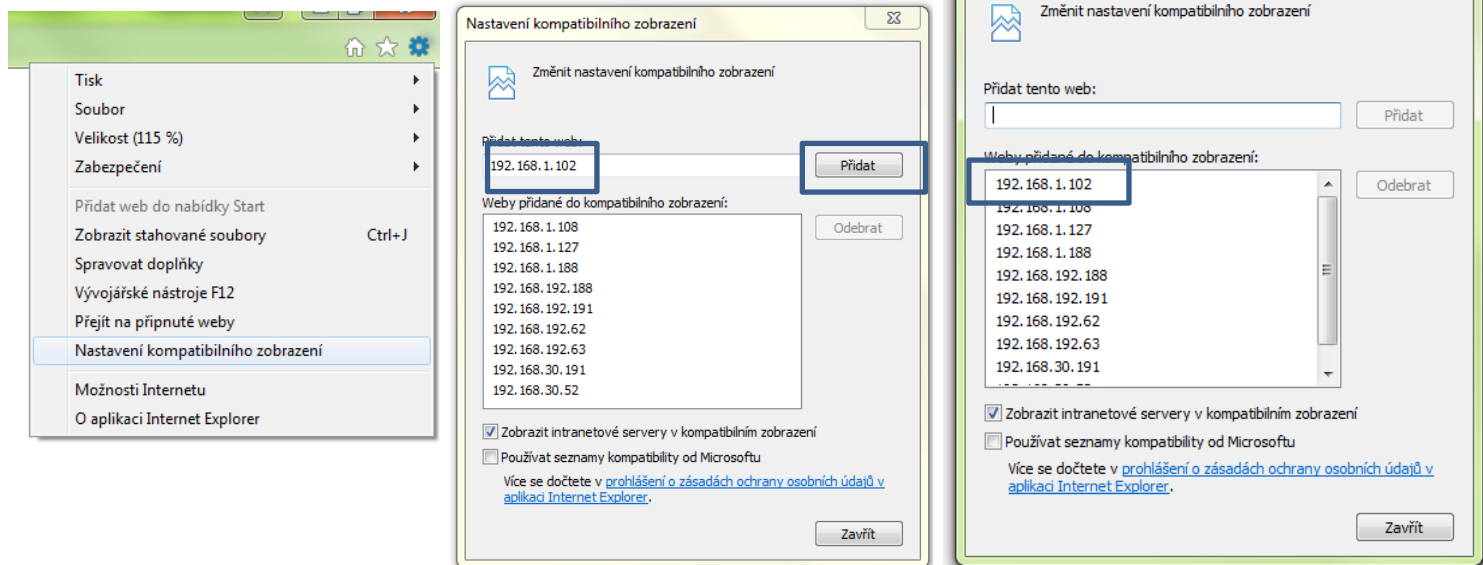 Tisk
Soubor
Velikost (115 %)
Zabezpečení
Přidat web do nabídky Start
Zobrazit stahované soubory Ctrl+J
Spravovat doplňky
Vývojářské nástroje F12
Přejít na připnuté weby
Nastavení kompatibilního zobrazení
Možnosti Internetu
O aplikaci Internet Explorer
Nastavení kompatibilního zobrazení
Změnit nastavení kompatibilního zobrazení
Přidat tento web:
192.168.1.102 Přidat
Weby přidané do kompatibilního zobrazení:
192.168.1.108 Odebrat
192.168.1.127
192.168.1.188
192.168.192.188
192.168.192.191
192.168.192.62
192.168.192.63
192.168.30.191
192.168.30.52
Zobrazit intranetové servery v kompatibilním zobrazení
Používat seznamy kompatibility od Microsoftu
Více se dočtete v prohlášení o zásadách ochrany osobních údajů v
aplikaci Internet Explorer.
Zavřít
Změnit nastavení kompatibilního zobrazení
Přidat tento web:
Přidat
Weby přidané do kompatibilního zobrazení:
192.168.1.102 Odebrat
192.168.1.108
192.168.1.127
192.168.1.188
192.168.192.188
192.168.192.191
192.168.192.62
192.168.192.63
192.168.30.191
Zobrazit intranetové servery v kompatibilním zobrazení
Používat seznamy kompatibility od Microsoftu
Více se dočtete v prohlášení o zásadách ochrany osobních údajů v
aplikaci Internet Explorer.
Zavřít